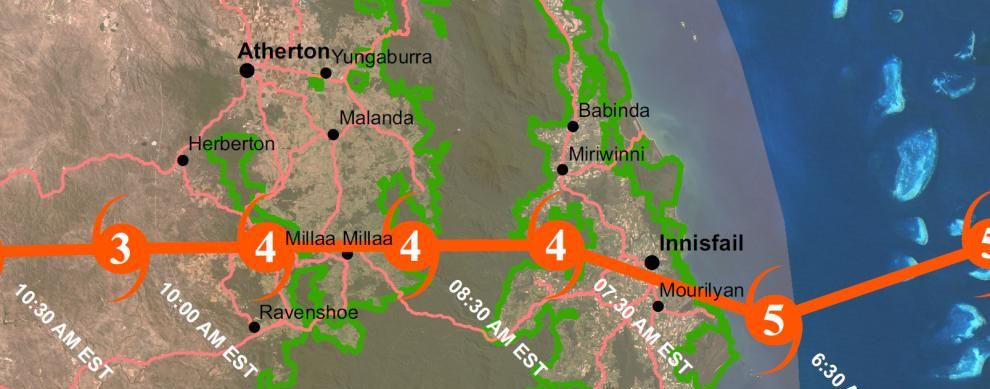 Atherton
Yungaburra
Babinda
Malanda
Herberton
Miriwinni
3
4
Millaa Millaa
4
4
Innisfail
5
5
Mourilyan
Ravenshoe
10:30 AM EST
10:00 AM EST
08:30 AM EST
07:30 AM EST
6:30